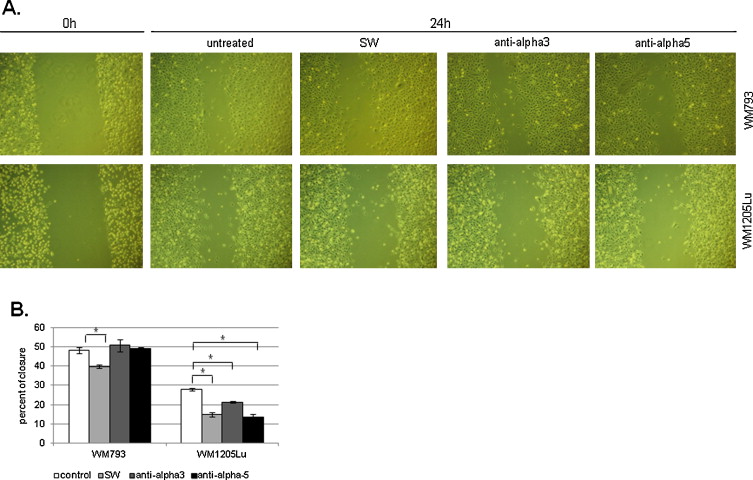 A.
0h 24h
untreated SW anti-alpha3 anti-alpha5
WM793
WM1205Lu
B.
percent of closure
60
50
40
30
20
10
0
*
*
*
*
WM793 WM1205Lu
control SW anti-alpha3 anti-alpha-5